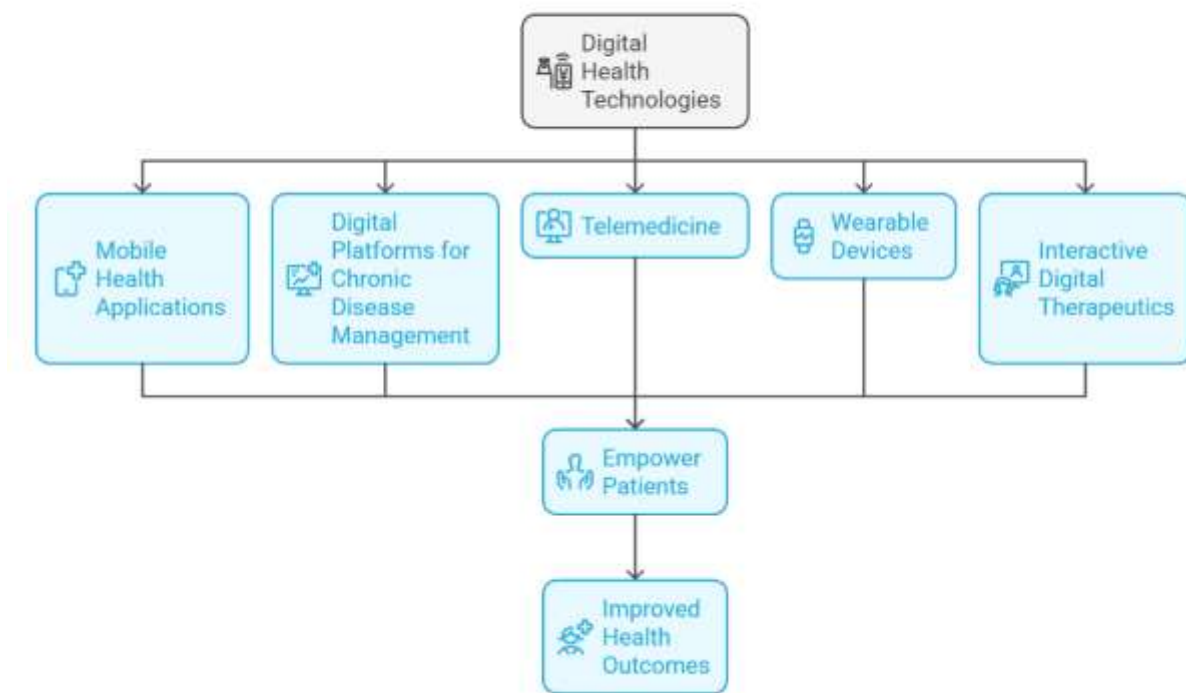 Digital
Health
Technologies
Mobile
Health
Applications
Digital
Platforms for
Chronic
Disease
Management
Telemedicine
Wearable
Devices
Interactive
Digital
Therapeutics
Empower
Patients
Improved
Health
Outcomes